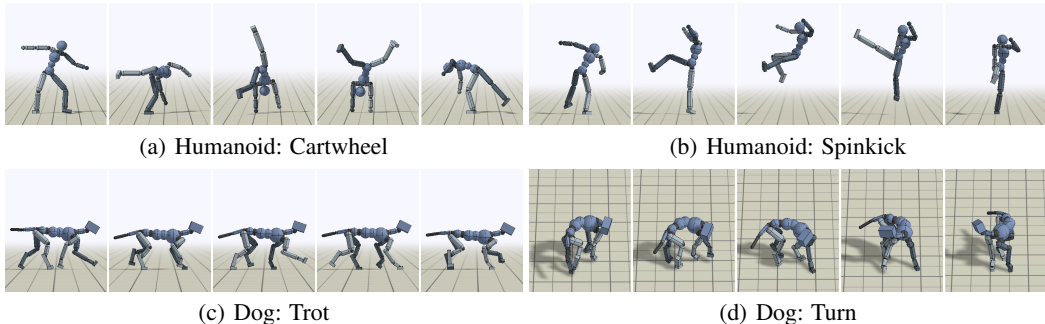 (a) Humanoid: Cartwheel
(b) Humanoid: Spinkick
(c) Dog: Trot
(d) Dog: Turn